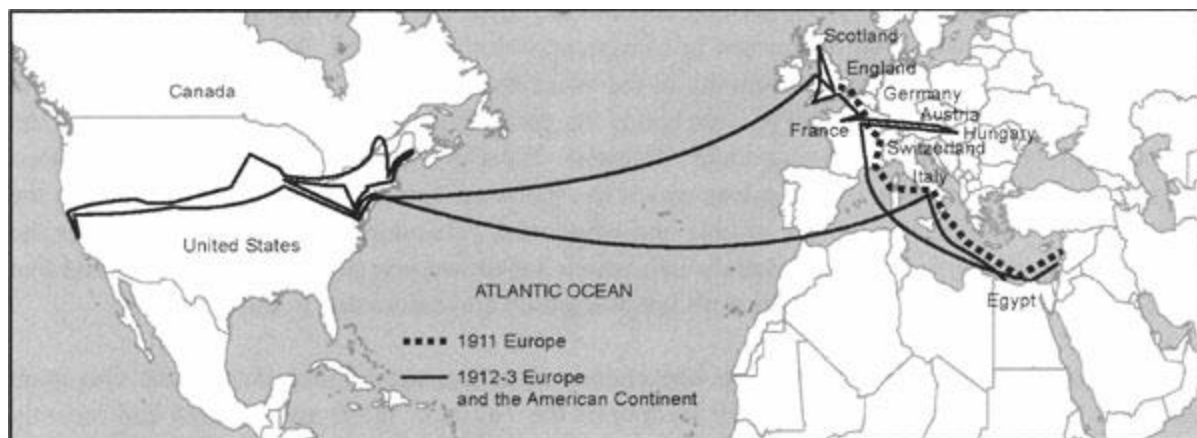 Scotland
England
Canada
Germany
Austria
France
Hungary
Switzerland
Italy
United States
ATLANTIC OCEAN
Egypt
1911 Europe
1912-3 Europe
and the American Continent